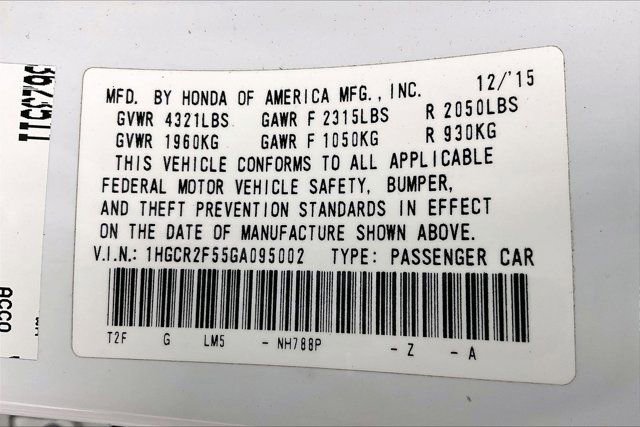 MFD. BY HONDA OF AMERICA MFG., INC. 12/'15
GVWR 4321LBS GAWR F 2315LBS R 2050LBS
GVWR 1960KG GAWR F 1050KG R 930KG
THIS VEHICLE CONFORMS TO ALL APPLICABLE
FEDERAL MOTOR VEHICLE SAFETY, BUMPER,
AND THEFT PREVENTION STANDARDS IN EFFECT
ON THE DATE OF MANUFACTURE SHOWN ABOVE.
V.I.N.: 1HGCR2F55GA095002 TYPE: PASSENGER CAR
T2F G LM5 - NH788P - Z - A
ACCO